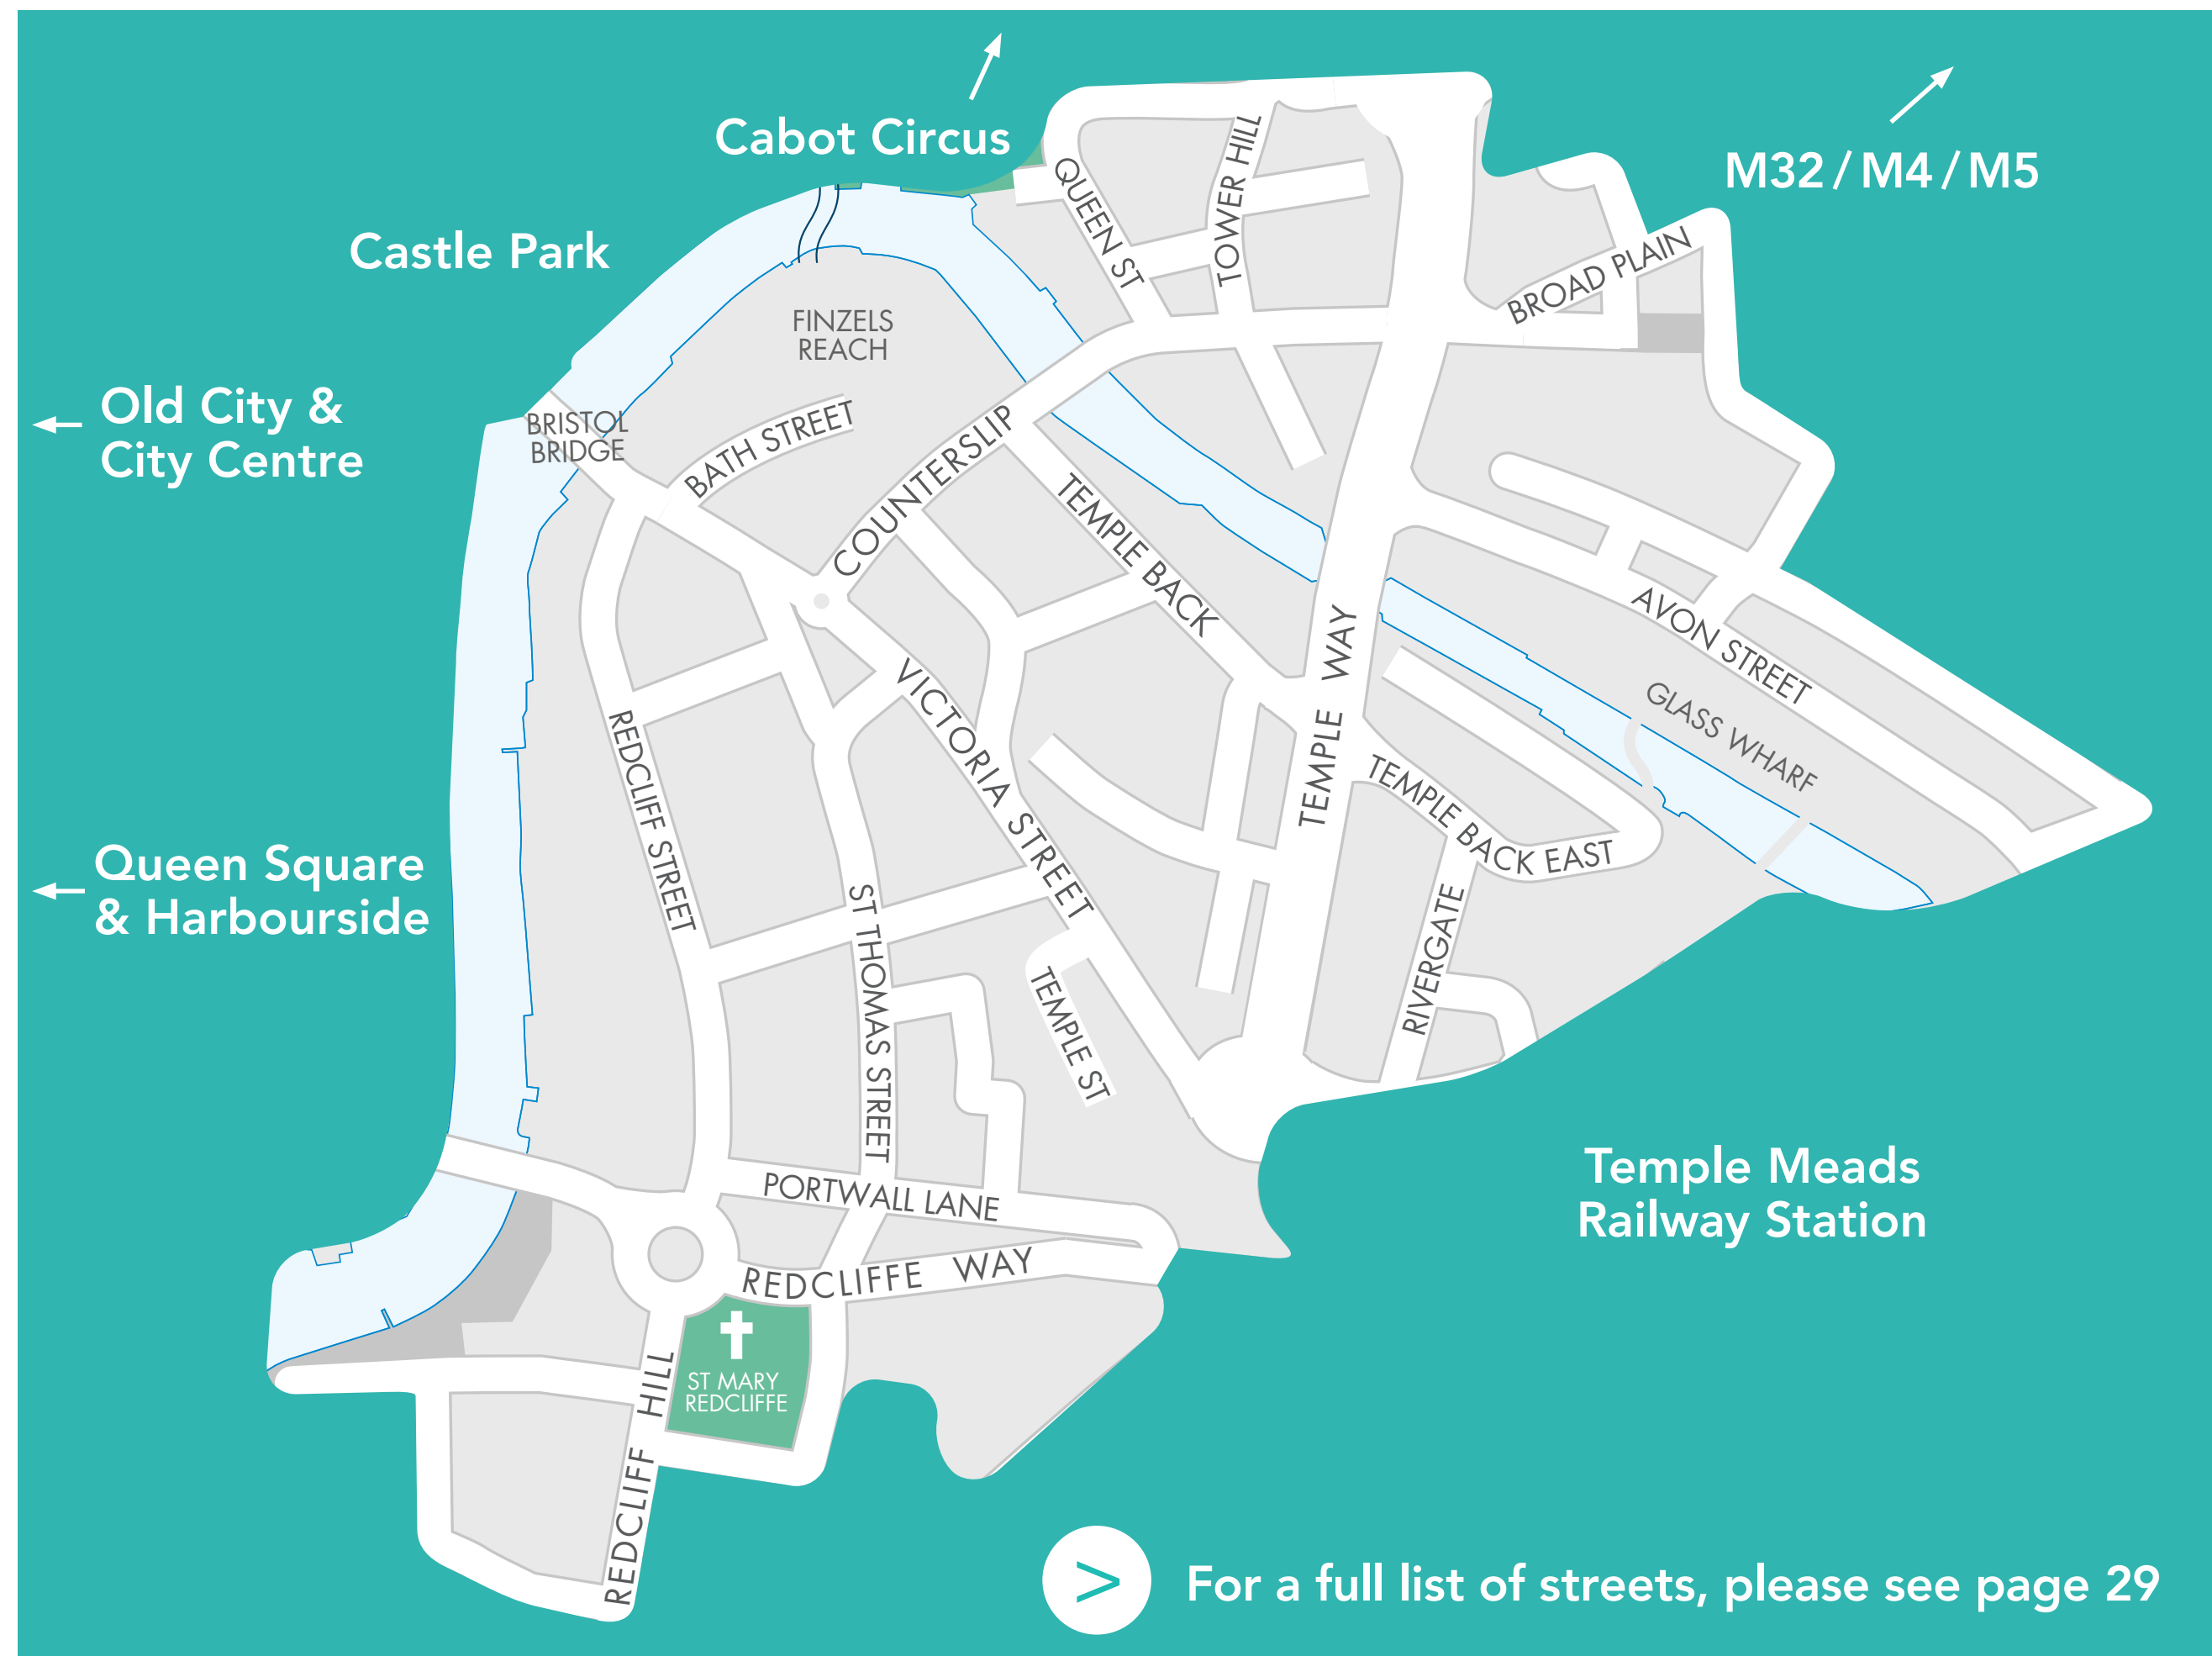 Cabot Circus
M32 / M4 / M5
Castle Park
QUEEN ST
TOWER HILL
BROAD PLAIN
FINZELS
REACH
Old City &
City Centre
BRISTOL
BRIDGE
BATH STREET
COUNTERSLIP
TEMPLE BACK
TEMPLE WAY
AVON STREET
GLASS WHARF
VICTORIA STREET
REDCLIFF STREET
TEMPLE BACK EAST
Queen Square
& Harbourside
ST THOMAS STREET
RIVERGATE
TEMPLE ST
Temple Meads
Railway Station
PORTWALL LANE
REDCLIFFE WAY
ST MARY
REDCLIFFE
REDCLIFF HILL
> For a full list of streets, please see page 29